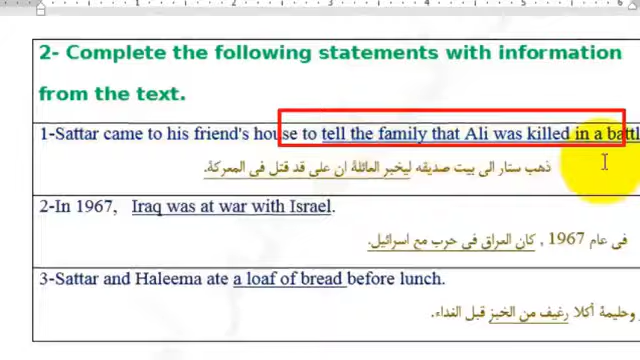 2- Complete the following statements with information
from the text.
1-Sattar came to his friend's house to tell the family that Ali was killed in a
ذهب ستار الى بيت صديقه ليخبر العائلة ان علي قد قتل في المعركة.
2-In 1967, Iraq was at war with Israel.
في عام 1967 , كان العراق في حرب مع اسرائيل.
3-Sattar and Haleema ate a loaf of bread before lunch.
وحليمة أكلا رغيف من الخبز قبل الغداء.